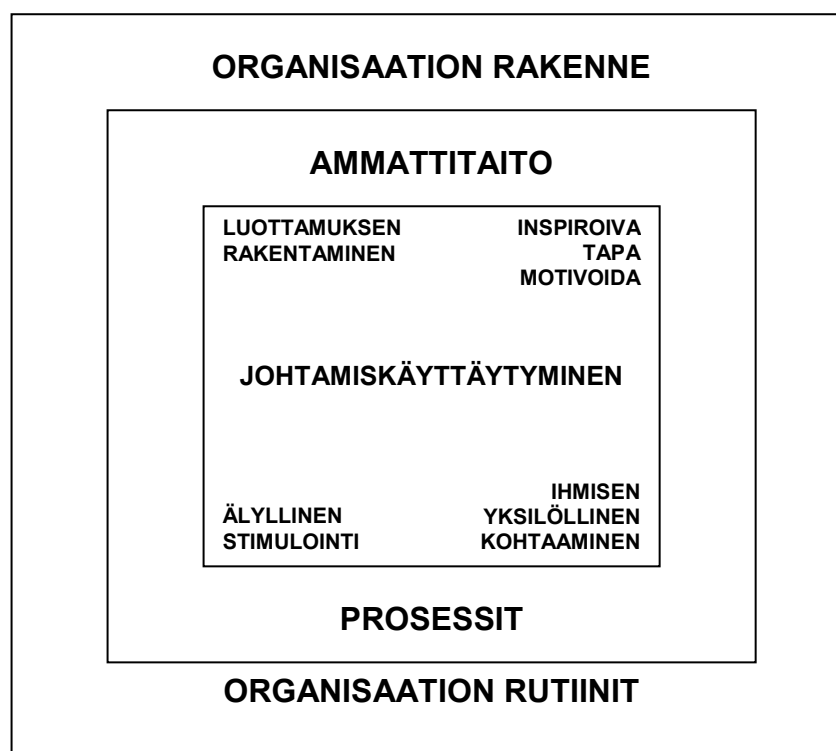 ORGANISAATION RAKENNE
AMMATTITAITO
LUOTTAMUKSEN
RAKENTAMINEN
INSPIROIVA
TAPA
MOTIVOIDA
JOHTAMISKÄYTTÄYTYMINEN
ÄLYLLINEN
STIMULOINTI
IHMISEN
YKSILÖLLINEN
KOHTAAMINEN
PROSESSIT
ORGANISAATION RUTIINIT